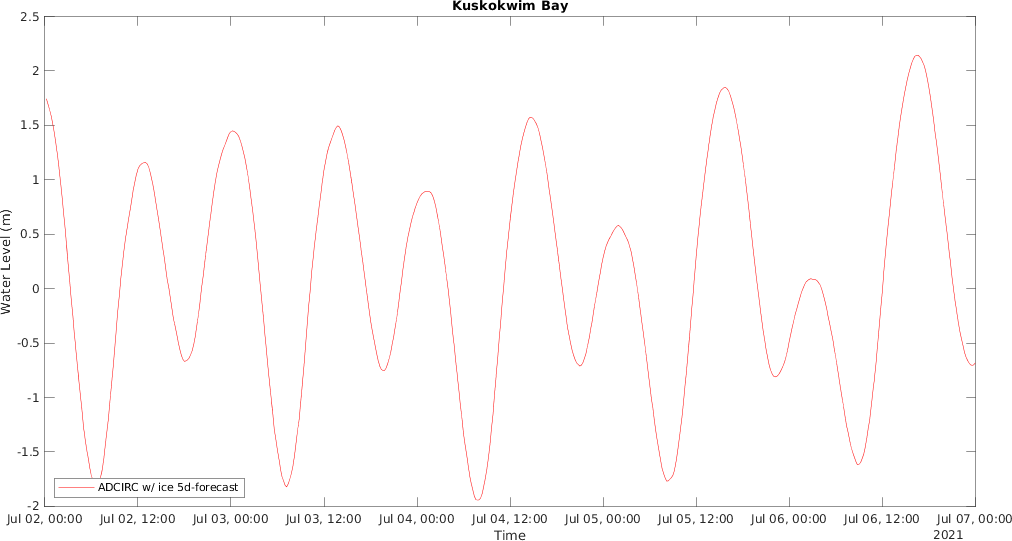 Kuskokwim Bay
2.5
2
1.5
1
0.5
0
-0.5
-1
-1.5
-2
Water Level (m)
ADCIRC w/ ice 5d-forecast
Jul 02, 00:00 Jul 02, 12:00 Jul 03, 00:00 Jul 03, 12:00 Jul 04, 00:00 Jul 04, 12:00 Jul 05, 00:00 Jul 05, 12:00 Jul 06, 00:00 Jul 06, 12:00 Jul 07, 00:00
Time
2021